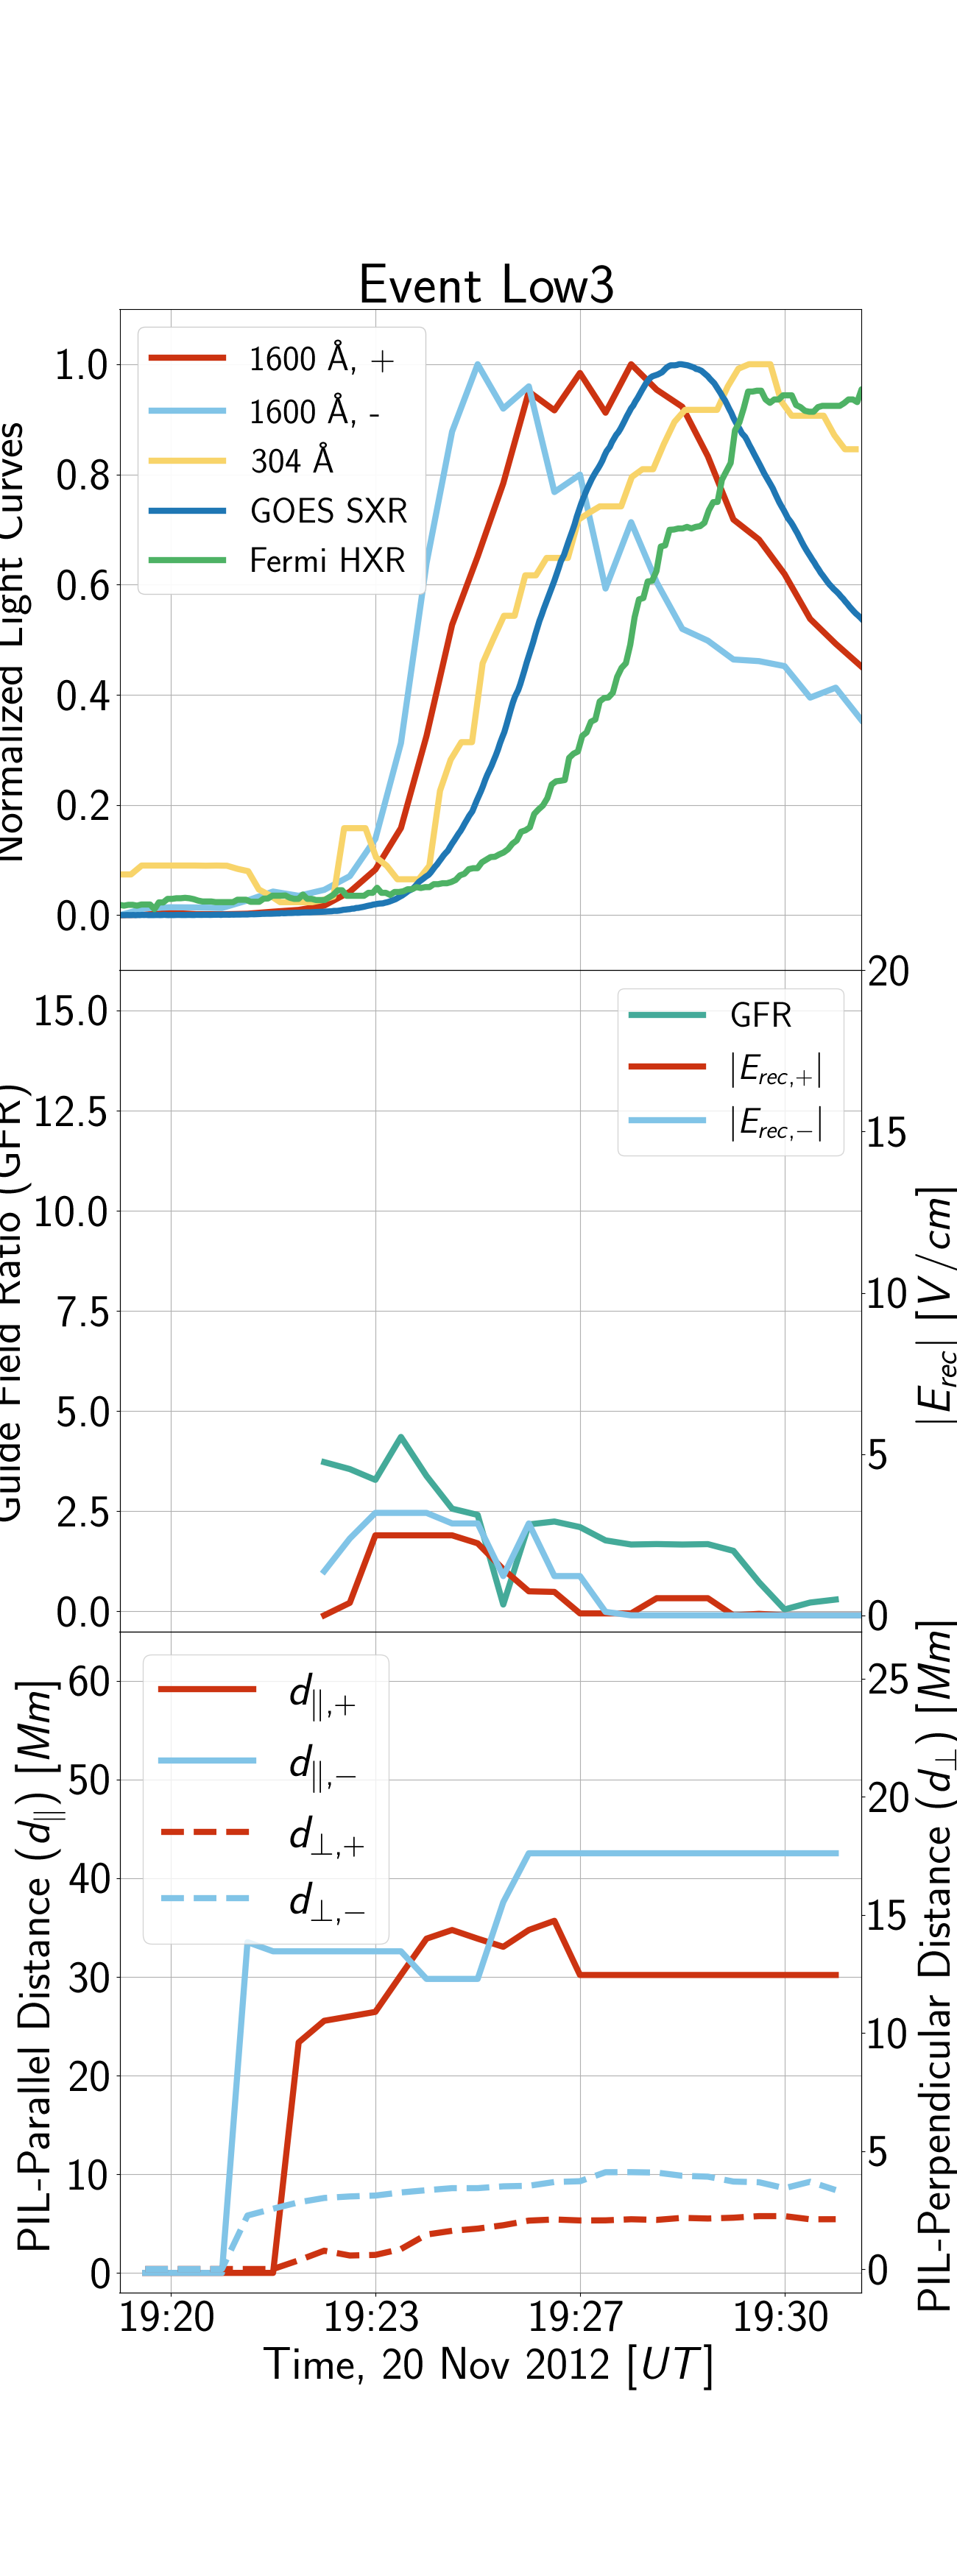 Event Low3
Normalized Light Curves
1.0
0.8
0.6
0.4
0.2
0.0
1600 Å, +
1600 Å, -
304 Å
GOES SXR
Fermi HXR
Guide Field Ratio (GFR)
15.0
12.5
10.0
7.5
5.0
2.5
0.0
GFR
|E_{rec,+}|
|E_{rec,−}|
20
15
10
5
0
|E_{rec}| [V/cm]
PIL-Parallel Distance (d_{∥}) [Mm]
60
50
40
30
20
10
0
d_{∥,+}
d_{∥,−}
d_{⊥,+}
d_{⊥,−}
25
20
15
10
5
0
PIL-Perpendicular Distance (d_{⊥}) [Mm]
19:20 19:23 19:27 19:30
Time, 20 Nov 2012 [UT]